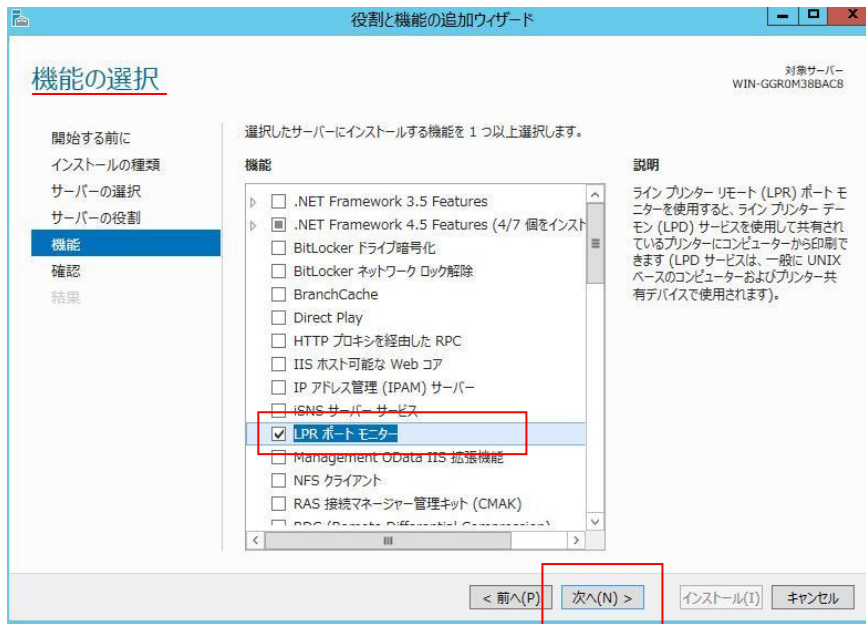 役割と機能の追加ウィザード
機能の選択
対象サーバー
WIN-GGR0M38BAC8
開始する前に
インストールの種類
サーバーの選択
サーバーの役割
機能
確認
結果
選択したサーバーにインストールする機能を 1 つ以上選択します。
機能
.NET Framework 3.5 Features
.NET Framework 4.5 Features (4/7 個をインスト
BitLocker ドライブ暗号化
BitLocker ネットワーク ロック解除
BranchCache
Direct Play
HTTP プロキシを経由した RPC
IIS ホスト可能な Web コア
IP アドレス管理 (IPAM) サーバー
iSNS サーバー サービス
LPR ポート モニター
Management OData IIS 拡張機能
NFS クライアント
RAS 接続マネージャー管理キット (CMAK)
RDC (Remote Differential Compression)
説明
ライン プリンター リモート (LPR) ポート モ
ニターを使用すると、ライン プリンター デー
モン (LPD) サービスを使用して共有され
ているプリンターにコンピューターから印刷で
きます (LPD サービスは、一般に UNIX
ベースのコンピューターおよびプリンター共
有デバイスで使用されます)。
< 前へ(P)
次へ(N) >
インストール(I)
キャンセル